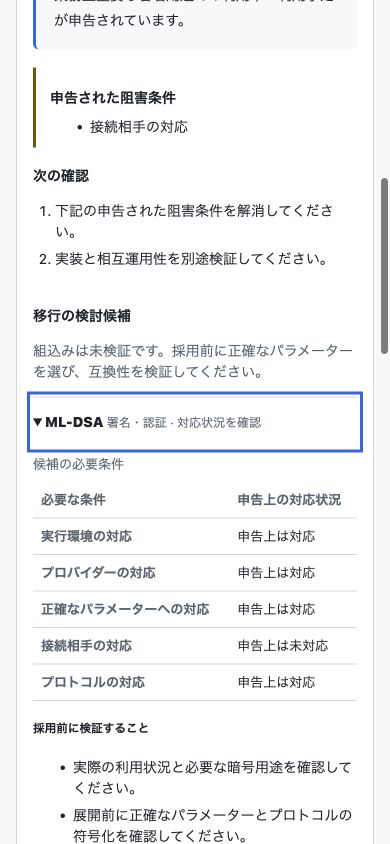 が申告されています。
申告された阻害条件
• 接続相手の対応
次の確認
1. 下記の申告された阻害条件を解消してくださ
い。
2. 実装と相互運用性を別途検証してください。
移行の検討候補
組込みは未検証です。採用前に正確なパラメーター
を選び、互換性を検証してください。
▼ ML-DSA 署名・認証 · 対応状況を確認
候補の必要条件
必要な条件 申告上の対応状況
実行環境の対応 申告上は対応
プロバイダーの対応 申告上は対応
正確なパラメーターへの対応 申告上は対応
接続相手の対応 申告上は未対応
プロトコルの対応 申告上は対応
採用前に検証すること
• 実際の利用状況と必要な暗号用途を確認して
ください。
• 展開前に正確なパラメーターとプロトコルの
符号化を確認してください。